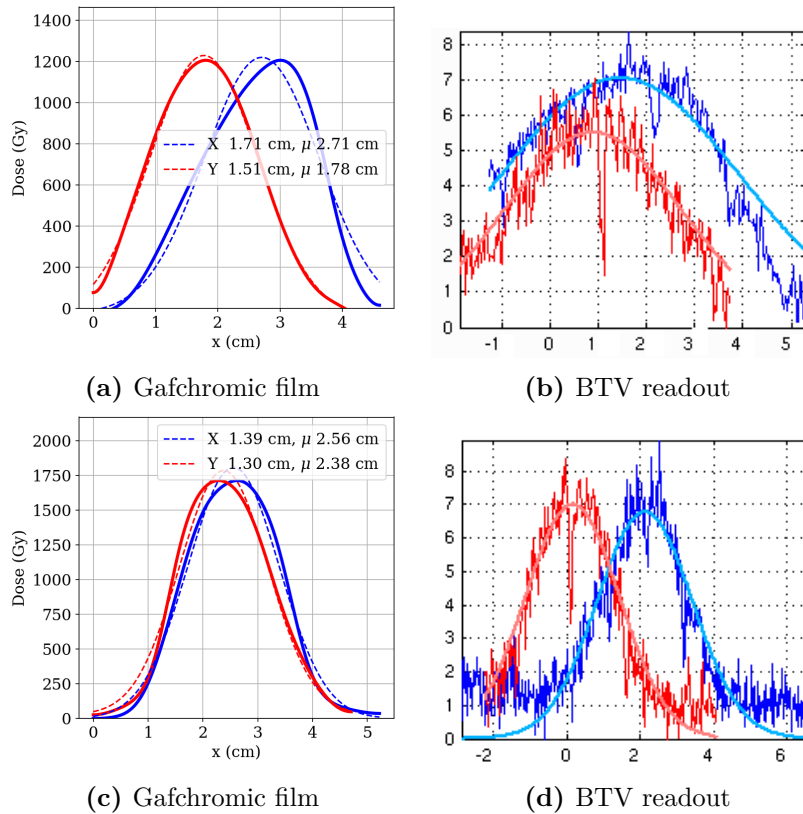 1400
1200
1000
800
600
400
200
0
Dose (Gy)
X 1.71 cm, μ 2.71 cm
Y 1.51 cm, μ 1.78 cm
0 1 2 3 4
x (cm)
(a) Gafchromic film
8
7
6
5
4
3
2
1
0
-1 0 1 2 3 4 5
(b) BTV readout
2000
1750
1500
1250
1000
750
500
250
0
Dose (Gy)
X 1.39 cm, μ 2.56 cm
Y 1.30 cm, μ 2.38 cm
0 1 2 3 4 5
x (cm)
(c) Gafchromic film
8
7
6
5
4
3
2
1
0
-2 0 2 4 6
(d) BTV readout